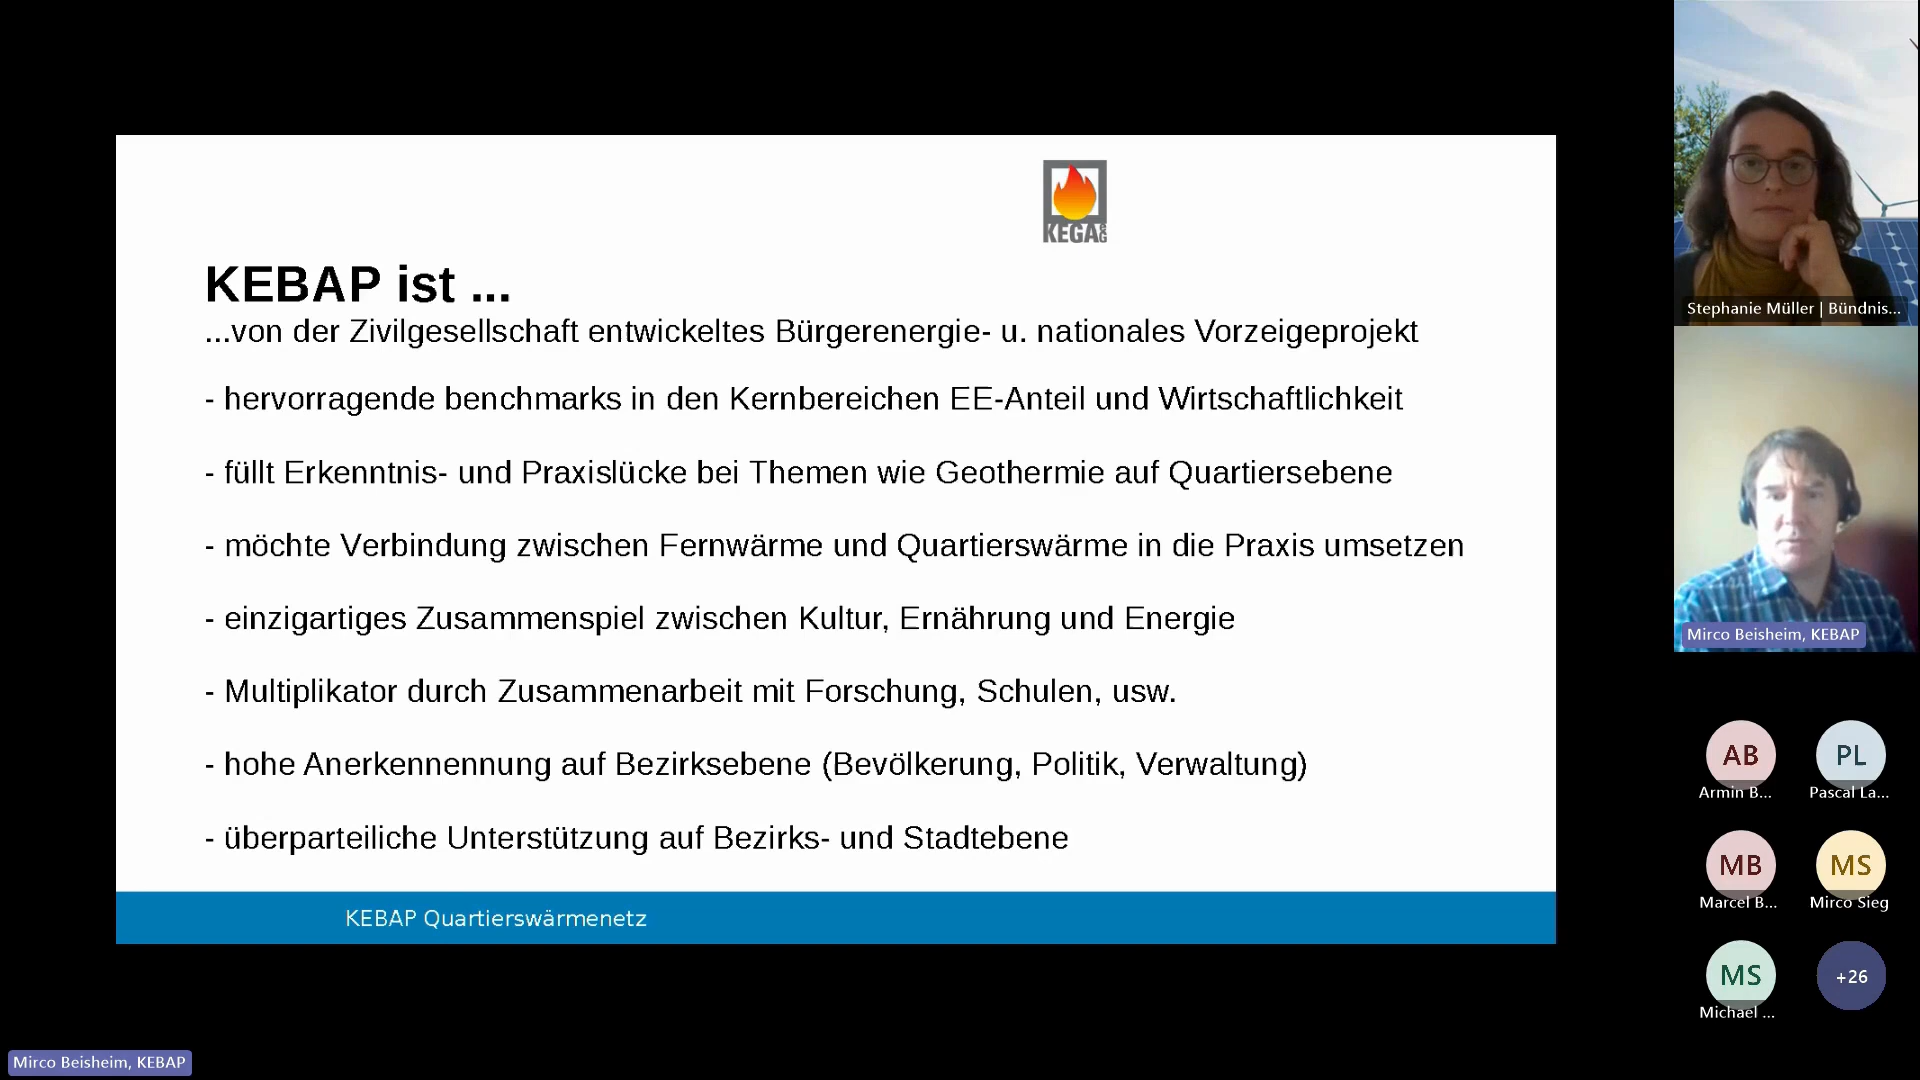 KEGA eG
KEBAP ist ...
...von der Zivilgesellschaft entwickeltes Bürgerenergie- u. nationales Vorzeigeprojekt
- hervorragende benchmarks in den Kernbereichen EE-Anteil und Wirtschaftlichkeit
- füllt Erkenntnis- und Praxislücke bei Themen wie Geothermie auf Quartiersebene
- möchte Verbindung zwischen Fernwärme und Quartierswärme in die Praxis umsetzen
- einzigartiges Zusammenspiel zwischen Kultur, Ernährung und Energie
- Multiplikator durch Zusammenarbeit mit Forschung, Schulen, usw.
- hohe Anerkennennung auf Bezirksebene (Bevölkerung, Politik, Verwaltung)
- überparteiliche Unterstützung auf Bezirks- und Stadtebene
KEBAP Quartierswärmenetz
Stephanie Müller | Bündnis...
Mirco Beisheim, KEBAP
AB
Armin B...
PL
Pascal La...
MB
Marcel B...
MS
Mirco Sieg
MS
Michael ...
+26
Mirco Beisheim, KEBAP